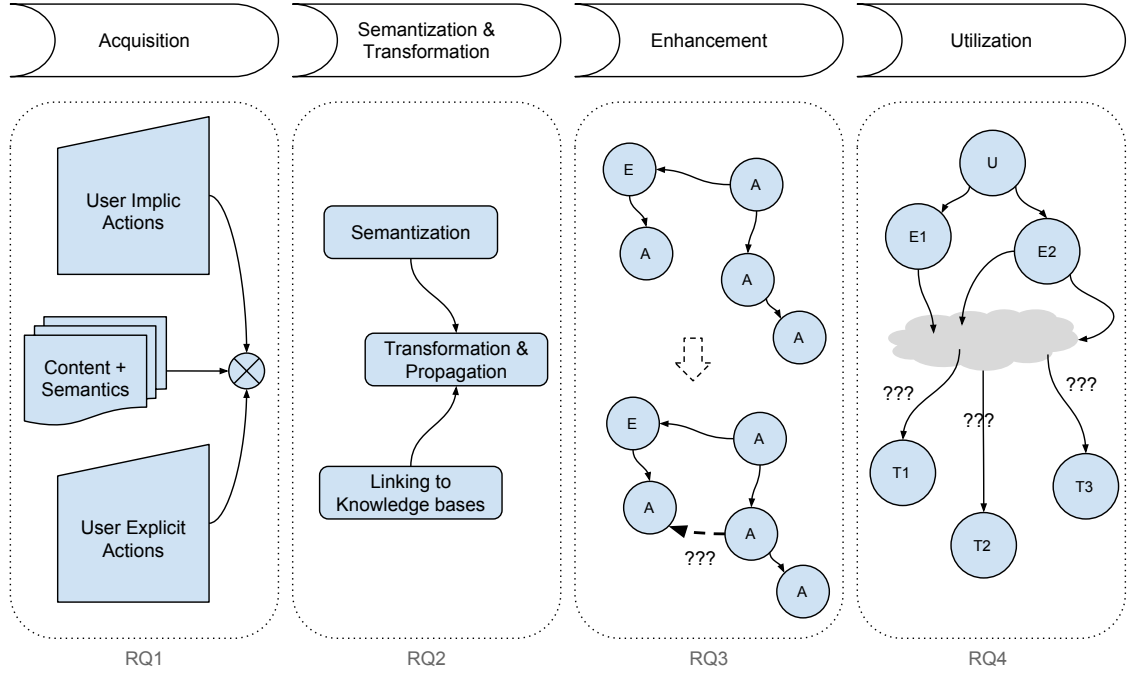 Acquisition
Semantization &
Transformation
Enhancement
Utilization
User Implic
Actions
Content +
Semantics
User Explicit
Actions
Semantization
Transformation &
Propagation
Linking to
Knowledge bases
E
A
A
A
A
E
A
A
???
A
A
U
E1
E2
???
???
???
T1
T3
T2
RQ1
RQ2
RQ3
RQ4